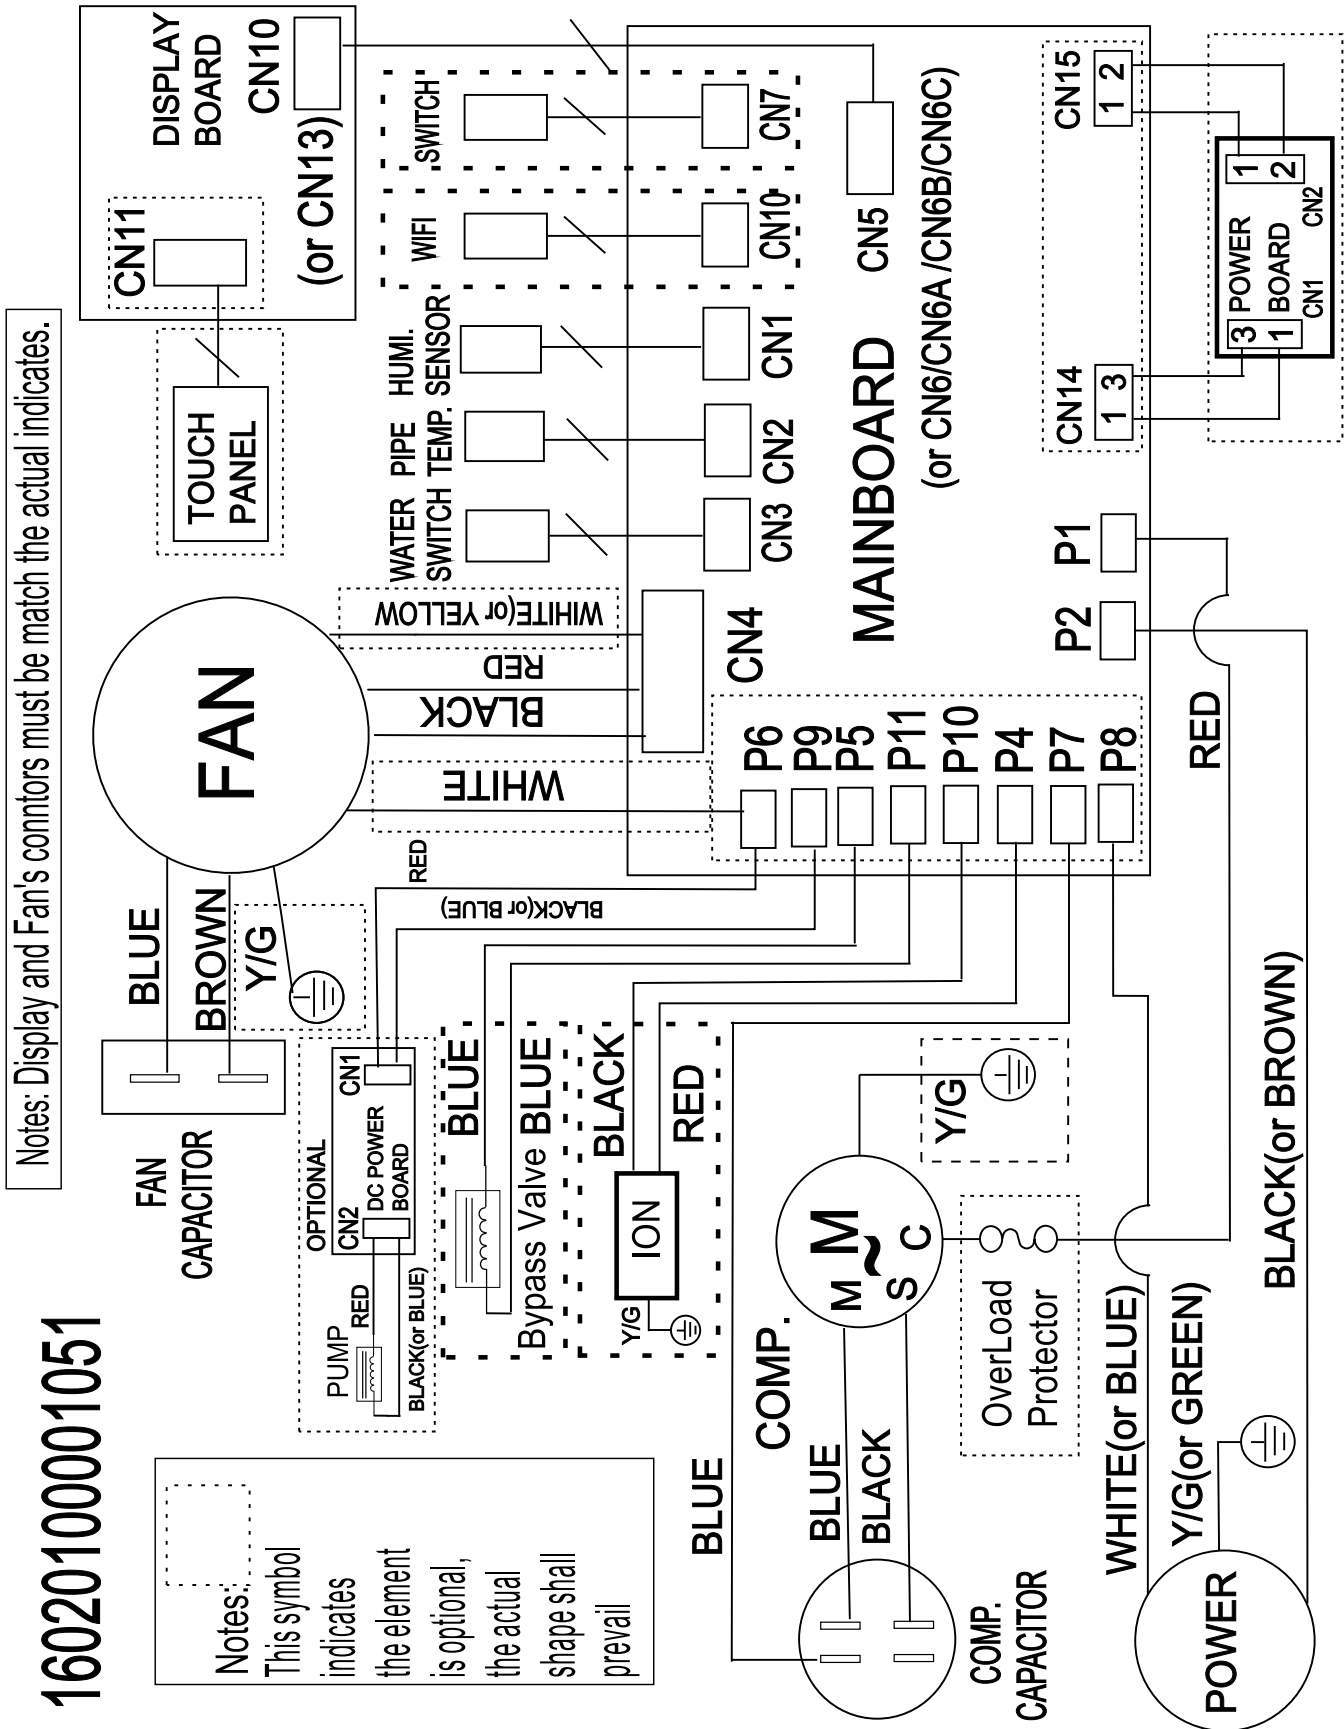 16020100001051
Notes: Display and Fan's conntors must be match the actual indicates.
Notes:
This symbol
indicates
the element
is optional,
the actual
shape shall
prevail
FAN
CAPACITOR
BLUE
BROWN
Y/G
FAN
TOUCH
PANEL
CN11
DISPLAY
BOARD
CN10
(or CN13)
OPTIONAL
CN2
DC POWER
BOARD
CN1
PUMP
RED
BLACK(or BLUE)
RED
BLACK(or BLUE)
WHITE
BLACK
RED
WIHITE(or YELLOW
WATER
SWITCH
PIPE
TEMP.
HUMI.
SENSOR
WIFI
SWITCH
BLUE
Bypass Valve
BLUE
BLACK
ION
Y/G
RED
CN4
CN3
CN2
CN1
CN10
CN7
P6
P9
P5
P11
P10
P4
P7
P8
MAINBOARD
CN5
(or CN6/CN6A /CN6B/CN6C)
P2
P1
CN14
1 3
CN15
1 2
POWER
BOARD
3
1
CN1
1
2
CN2
BLUE
COMP.
M
M
~
S
C
Y/G
BLUE
BLACK
COMP.
CAPACITOR
OverLoad
Protector
RED
WHITE(or BLUE)
Y/G(or GREEN)
BLACK(or BROWN)
POWER